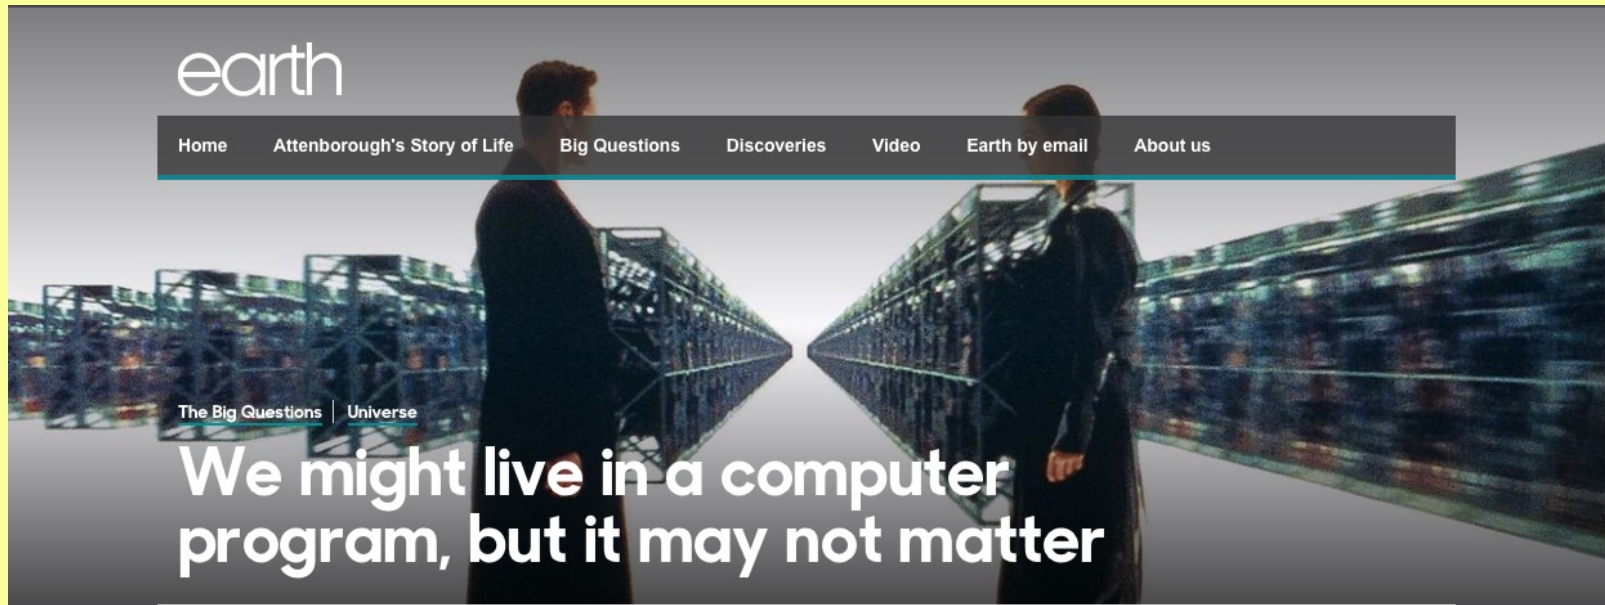 earth
Home Attenborough's Story of Life Big Questions Discoveries Video Earth by email About us
The Big Questions | Universe
We might live in a computer
program, but it may not matter